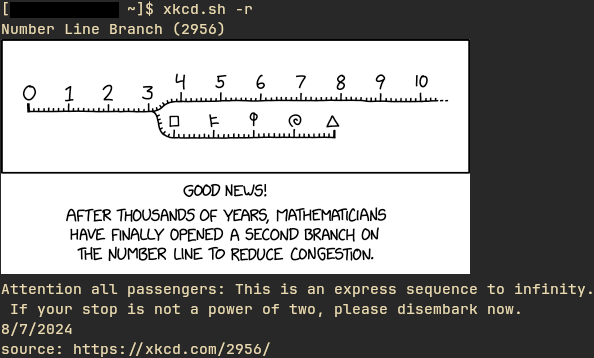 [ ~]$ xkcd.sh -r
Number Line Branch (2956)
0 1 2 3 4 5 6 7 8 9 10
GOOD NEWS!
AFTER THOUSANDS OF YEARS, MATHEMATICIANS
HAVE FINALLY OPENED A SECOND BRANCH ON
THE NUMBER LINE TO REDUCE CONGESTION.
Attention all passengers: This is an express sequence to infinity.
If your stop is not a power of two, please disembark now.
8/7/2024
source: https://xkcd.com/2956/